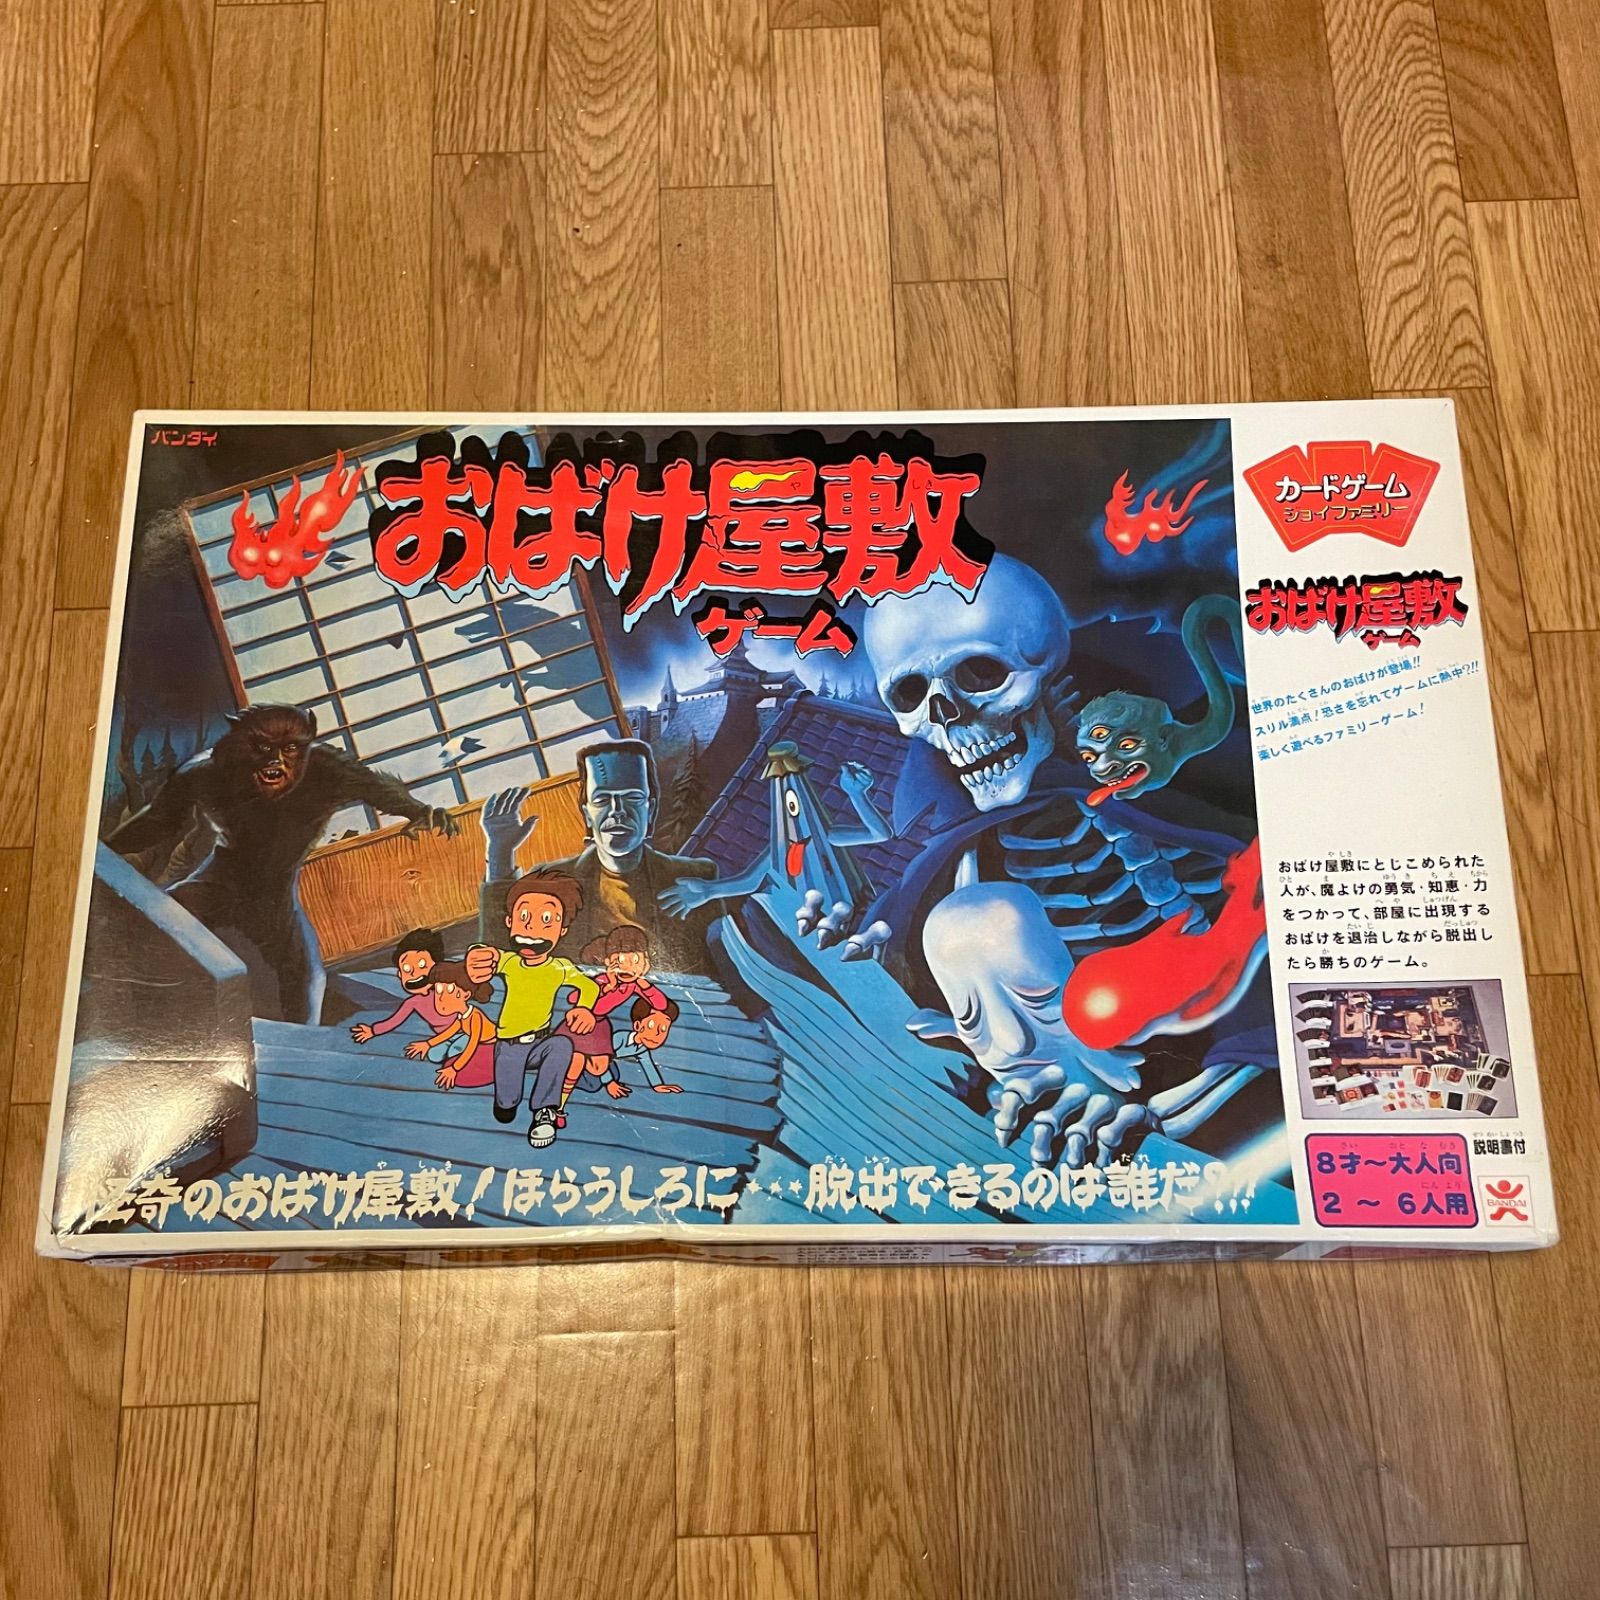 バンダイ
おばけ屋敷
やしき
ゲーム
怪奇のおばけ屋敷！ほらうしろに・・・脱出できるのは誰だ？！！
カードゲーム
ジョイファミリー
おばけ屋敷
ゲーム
世界のたくさんのおばけが登場！！
スリル満点！恐さを忘れてゲームに熱中？！！
楽しく遊べるファミリーゲーム！
おばけ屋敷にとじこめられた
人が、魔よけの勇気・知恵・力
をつかって、部屋に出現する
おばけを退治しながら脱出し
たら勝ちのゲーム。
8才〜大人向
2 〜 6人用
説明書付
BANDAI